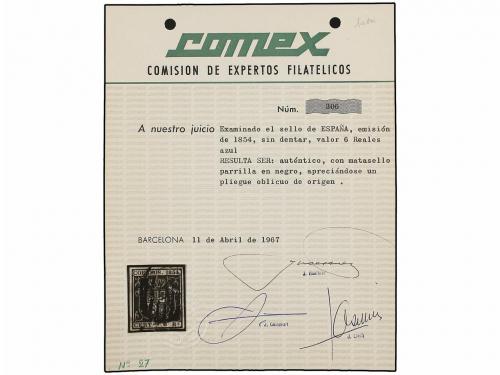 comex
COMISION DE EXPERTOS FILATELICOS
Núm. 306
A nuestro juicio Examinado el sello de ESPAÑA, emisión
de 1854, sin dentar, valor 6 Reales
azul
RESULTA SER: auténtico, con matasello
parrilla en negro, apreciándose un
pliegue oblicuo de origen .
BARCELONA 11 de Abril de 1967
Nº 27